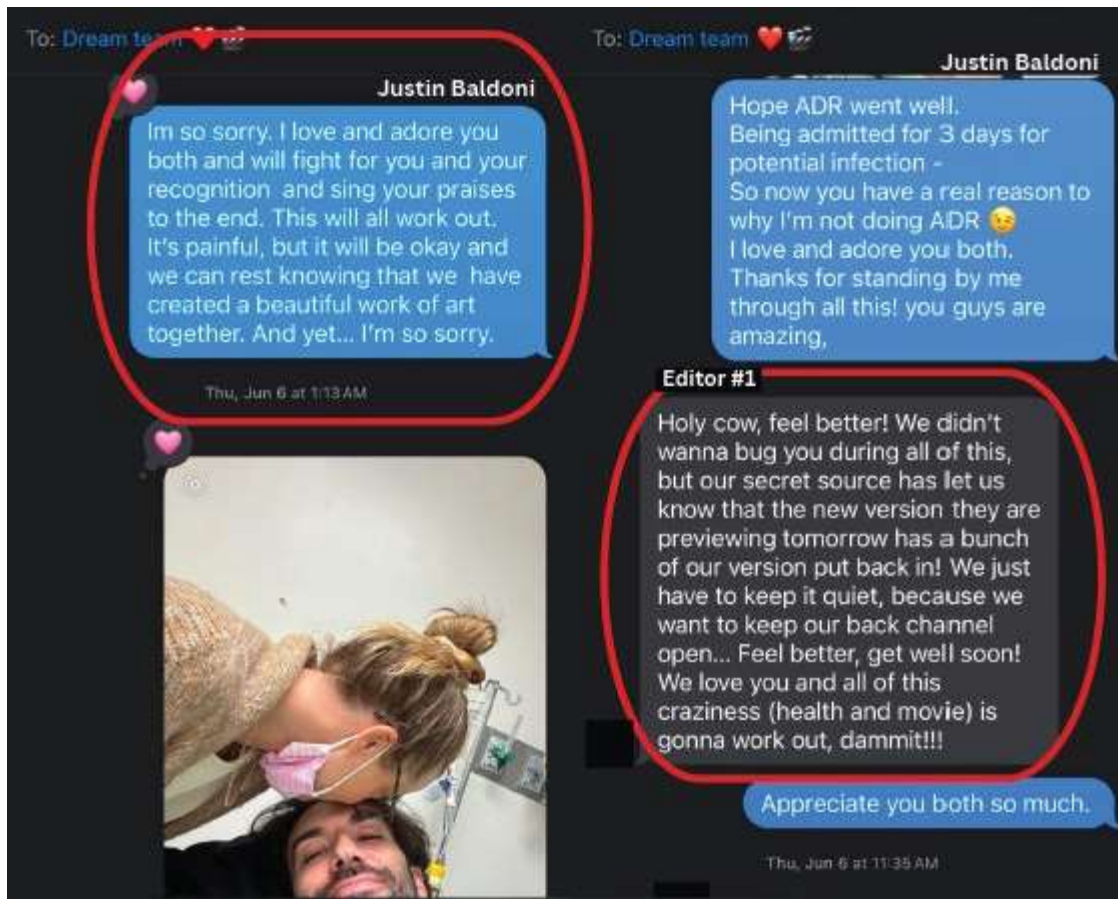 To: Dream team ❤️🎬
Justin Baldoni
Im so sorry. I love and adore you
both and will fight for you and your
recognition and sing your praises
to the end. This will all work out.
It's painful, but it will be okay and
we can rest knowing that we have
created a beautiful work of art
together. And yet... I'm so sorry.
Thu, Jun 6 at 1:13 AM
To: Dream team ❤️🎬
Justin Baldoni
Hope ADR went well.
Being admitted for 3 days for
potential infection -
So now you have a real reason to
why I'm not doing ADR 😉
I love and adore you both.
Thanks for standing by me
through all this! you guys are
amazing,
Editor #1
Holy cow, feel better! We didn't
wanna bug you during all of this,
but our secret source has let us
know that the new version they are
previewing tomorrow has a bunch
of our version put back in! We just
have to keep it quiet, because we
want to keep our back channel
open... Feel better, get well soon!
We love you and all of this
craziness (health and movie) is
gonna work out, dammit!!!
Appreciate you both so much.
Thu, Jun 6 at 11:35 AM